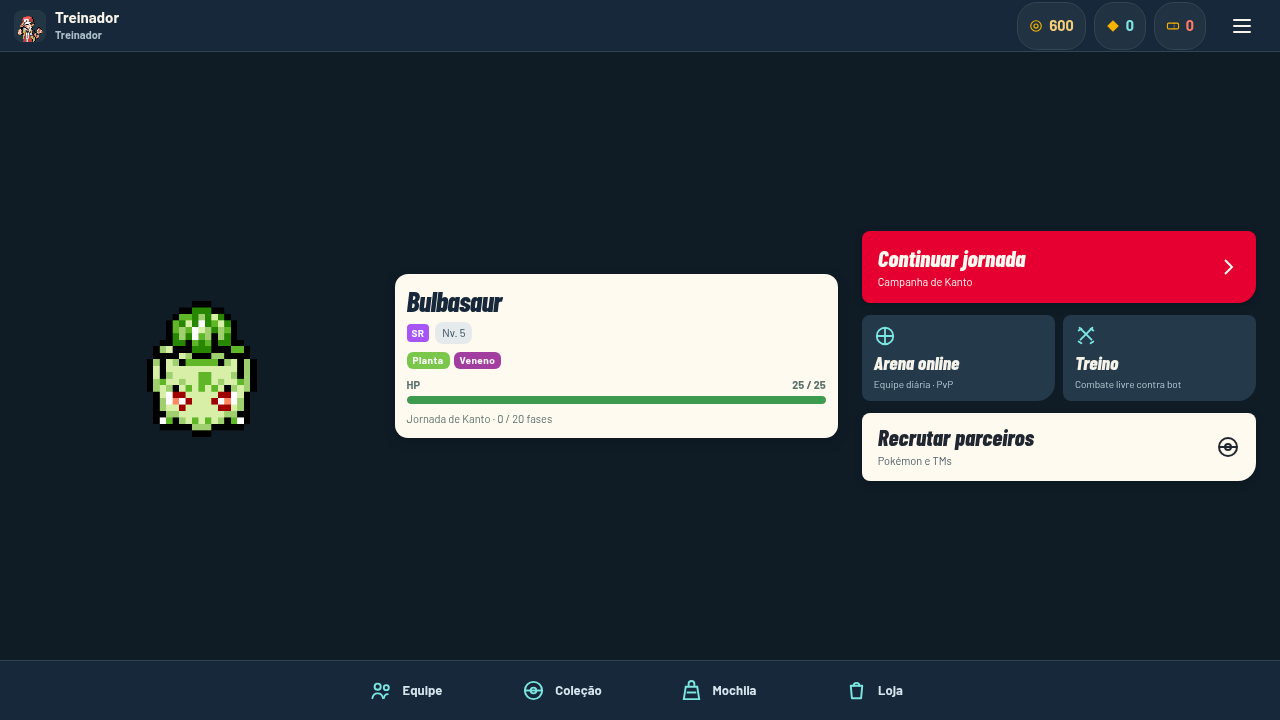 Treinador
Treinador
600
0
0
Bulbasaur
SR
Nv. 5
Planta
Veneno
HP
25 / 25
Jornada de Kanto · 0 / 20 fases
Continuar jornada
Campanha de Kanto
Arena online
Equipe diária · PvP
Treino
Combate livre contra bot
Recrutar parceiros
Pokémon e TMs
Equipe
Coleção
Mochila
Loja